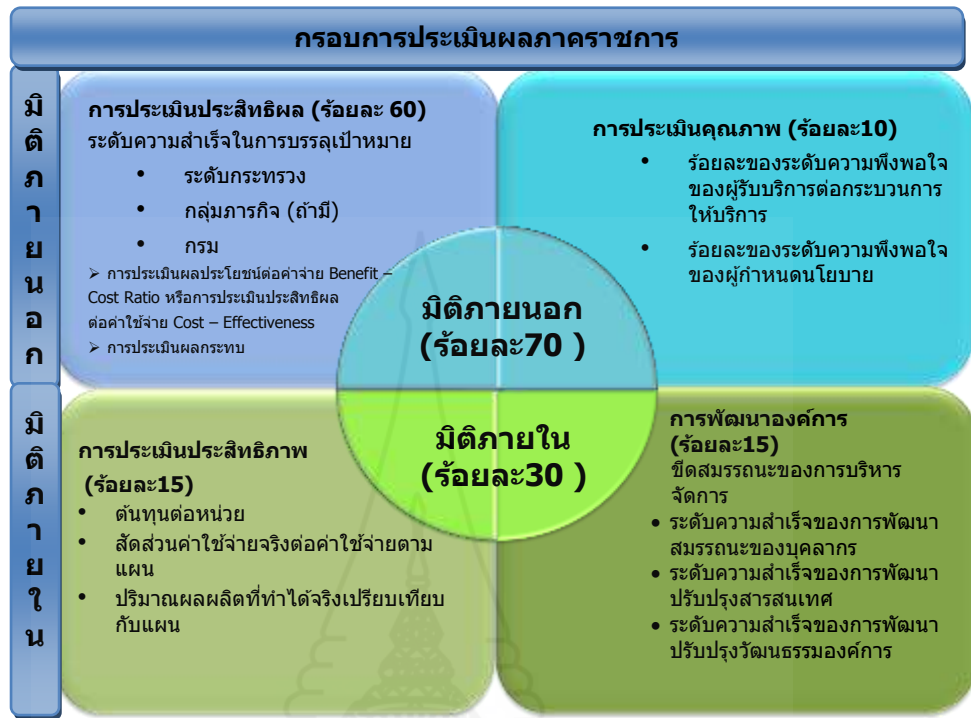 กรอบการประเมินผลภาคราชการ
มิติภายนอก
การประเมินประสิทธิผล (ร้อยละ 60)
ระดับความสำเร็จในการบรรลุเป้าหมาย
• ระดับกระทรวง
• กลุ่มภารกิจ (ถ้ามี)
• กรม
➢ การประเมินผลประโยชน์ต่อค่าจ่าย Benefit –
Cost Ratio หรือการประเมินประสิทธิผล
ต่อค่าใช้จ่าย Cost – Effectiveness
➢ การประเมินผลกระทบ
การประเมินคุณภาพ (ร้อยละ10)
• ร้อยละของระดับความพึงพอใจ
ของผู้รับบริการต่อกระบวนการ
ให้บริการ
• ร้อยละของระดับความพึงพอใจ
ของผู้กำหนดนโยบาย
มิติภายนอก
(ร้อยละ70 )
มิติภายใน
(ร้อยละ30 )
มิติภายใน
การประเมินประสิทธิภาพ
(ร้อยละ15)
• ต้นทุนต่อหน่วย
• สัดส่วนค่าใช้จ่ายจริงต่อค่าใช้จ่ายตาม
แผน
• ปริมาณผลผลิตที่ทำได้จริงเปรียบเทียบ
กับแผน
การพัฒนาองค์การ
(ร้อยละ15)
ขีดสมรรถนะของการบริหาร
จัดการ
• ระดับความสำเร็จของการพัฒนา
สมรรถนะของบุคลากร
• ระดับความสำเร็จของการพัฒนา
ปรับปรุงสารสนเทศ
• ระดับความสำเร็จของการพัฒนา
ปรับปรุงวัฒนธรรมองค์การ